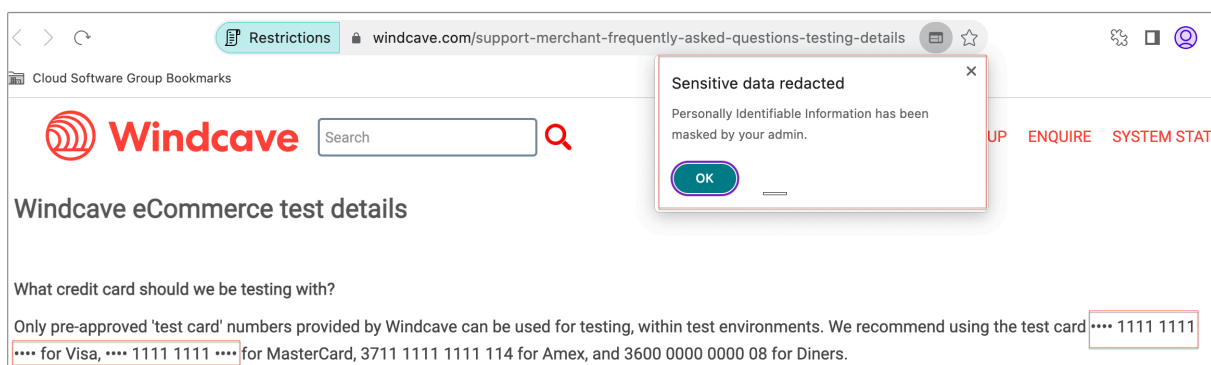 Restrictions
windcave.com/support-merchant-frequently-asked-questions-testing-details
Cloud Software Group Bookmarks
Sensitive data redacted
Personally Identifiable Information has been
masked by your admin.
OK
Windcave
Search
UP ENQUIRE SYSTEM STAT
Windcave eCommerce test details
What credit card should we be testing with?
Only pre-approved 'test card' numbers provided by Windcave can be used for testing, within test environments. We recommend using the test card •••• 1111 1111
•••• for Visa, •••• 1111 1111 •••• for MasterCard, 3711 1111 1111 114 for Amex, and 3600 0000 0000 08 for Diners.